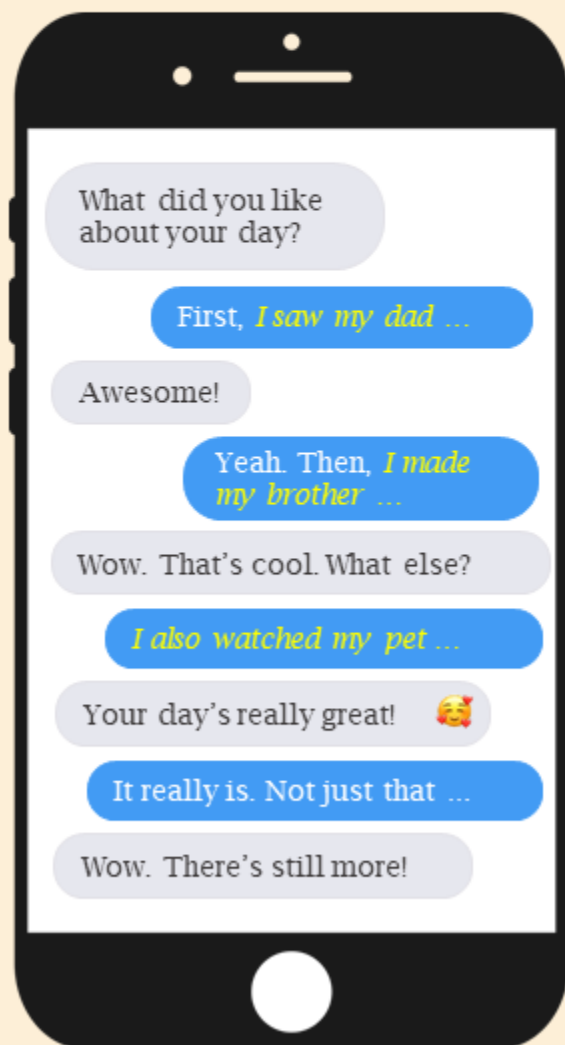 What did you like
about your day?
First, I saw my dad ...
Awesome!
Yeah. Then, I made
my brother ...
Wow. That's cool. What else?
I also watched my pet ...
Your day's really great! 🥰
It really is. Not just that ...
Wow. There's still more!